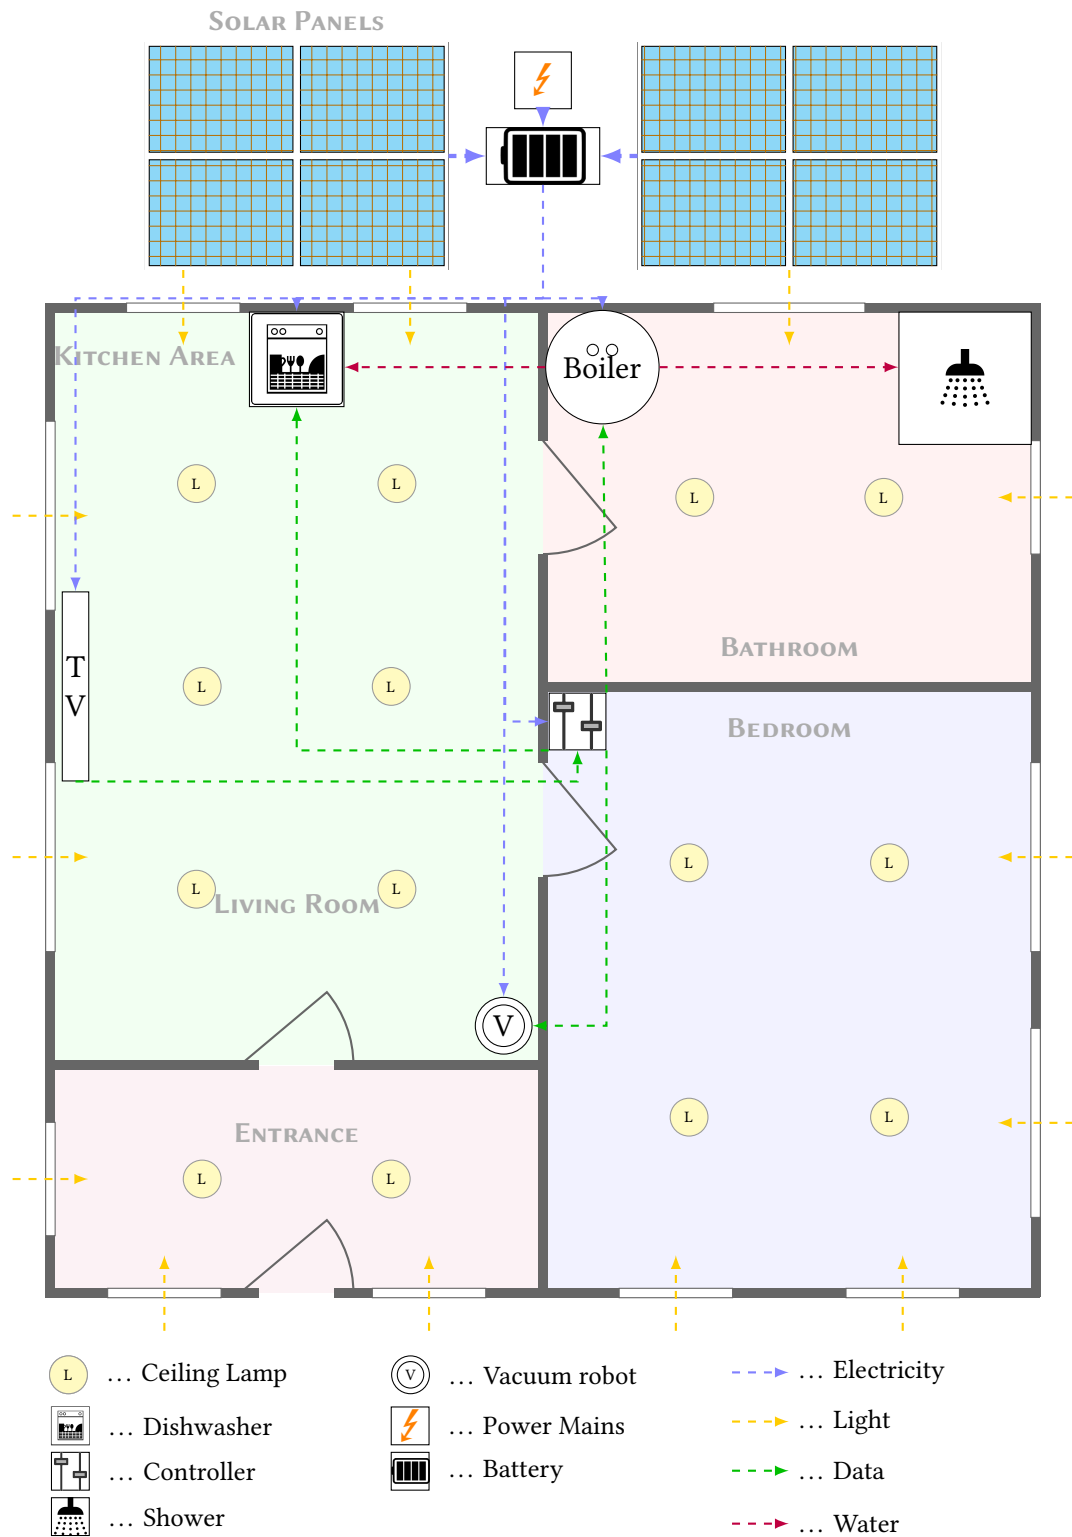 Solar Panels
Kitchen Area
Boiler
L
L
L
L
T
V
Bathroom
L
L
Bedroom
L
L
L
L
Living Room
V
L
L
Entrance
L
L
L ... Ceiling Lamp
V ... Vacuum robot
... Electricity
... Dishwasher
... Power Mains
... Light
... Controller
... Battery
... Data
... Shower
... Water